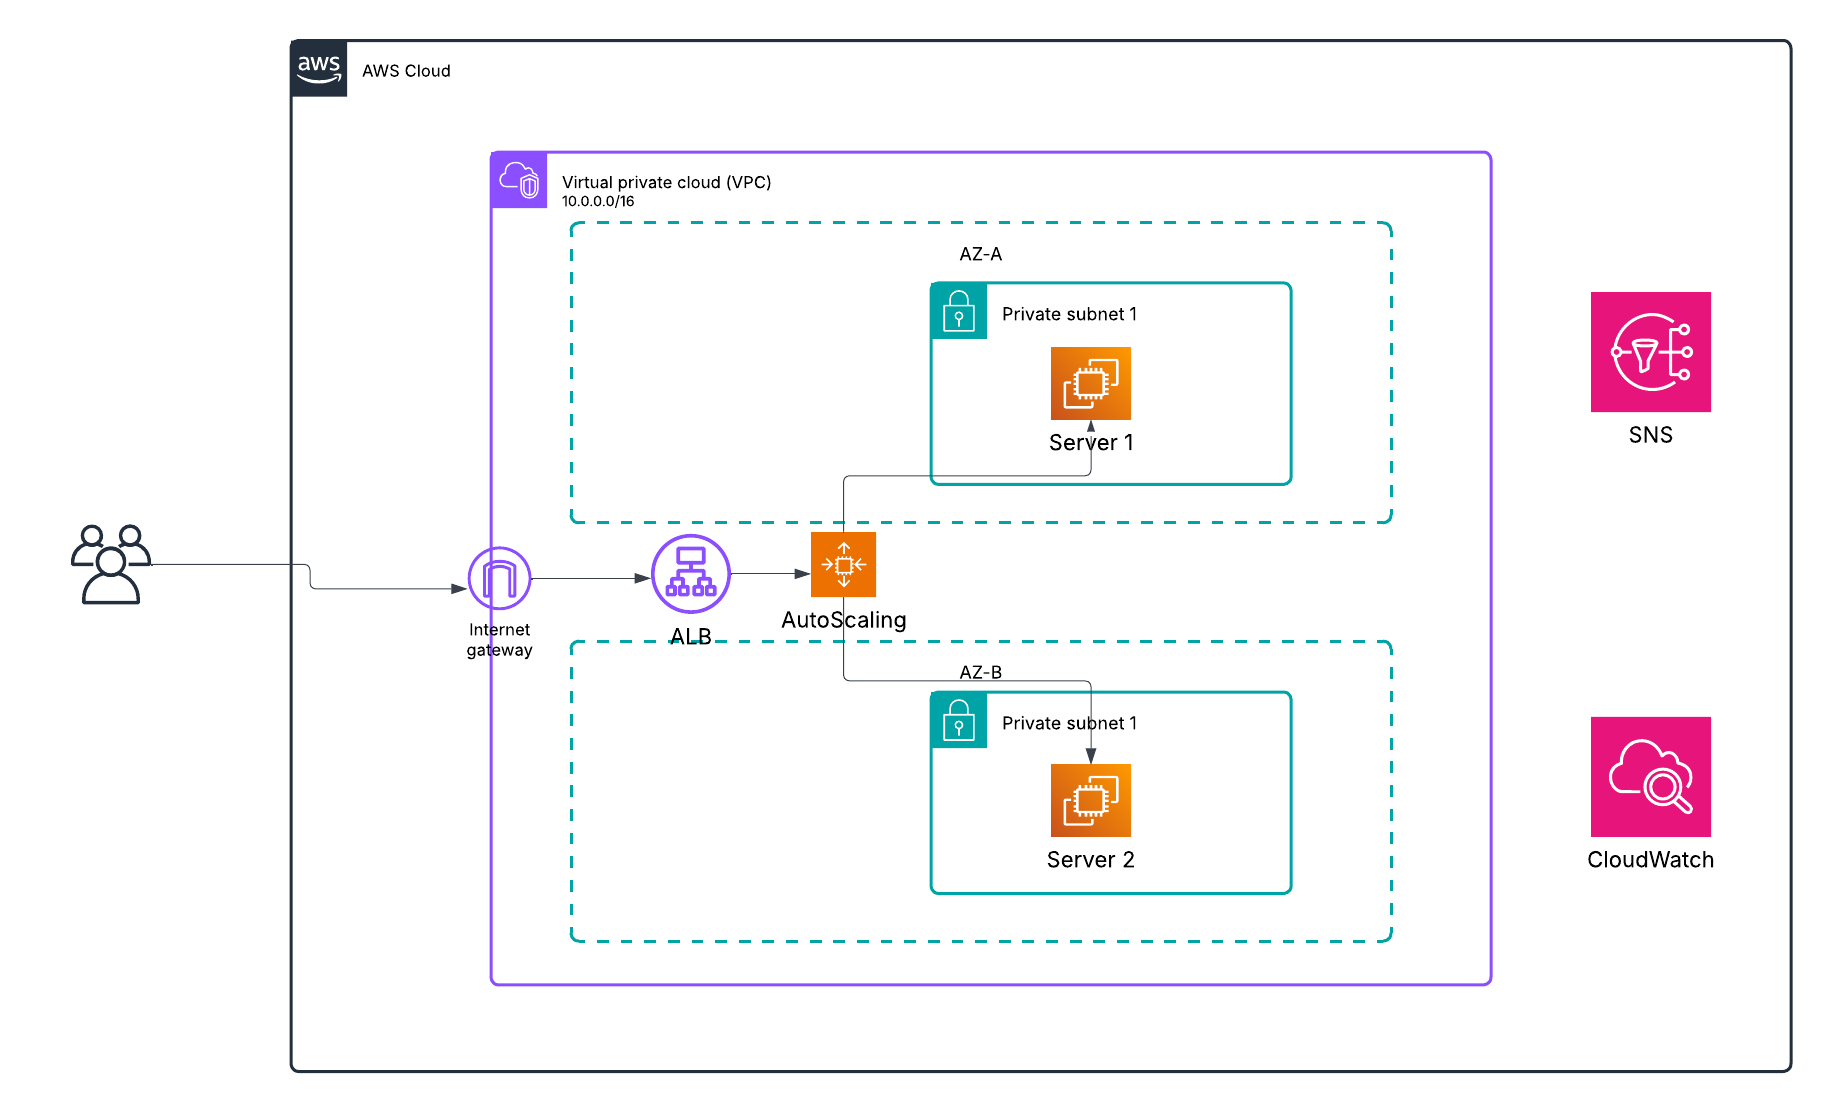 aws
AWS Cloud
Virtual private cloud (VPC)
10.0.0.0/16
AZ-A
Private subnet 1
Server 1
SNS
Internet
gateway
ALB
AutoScaling
AZ-B
Private subnet 1
Server 2
CloudWatch